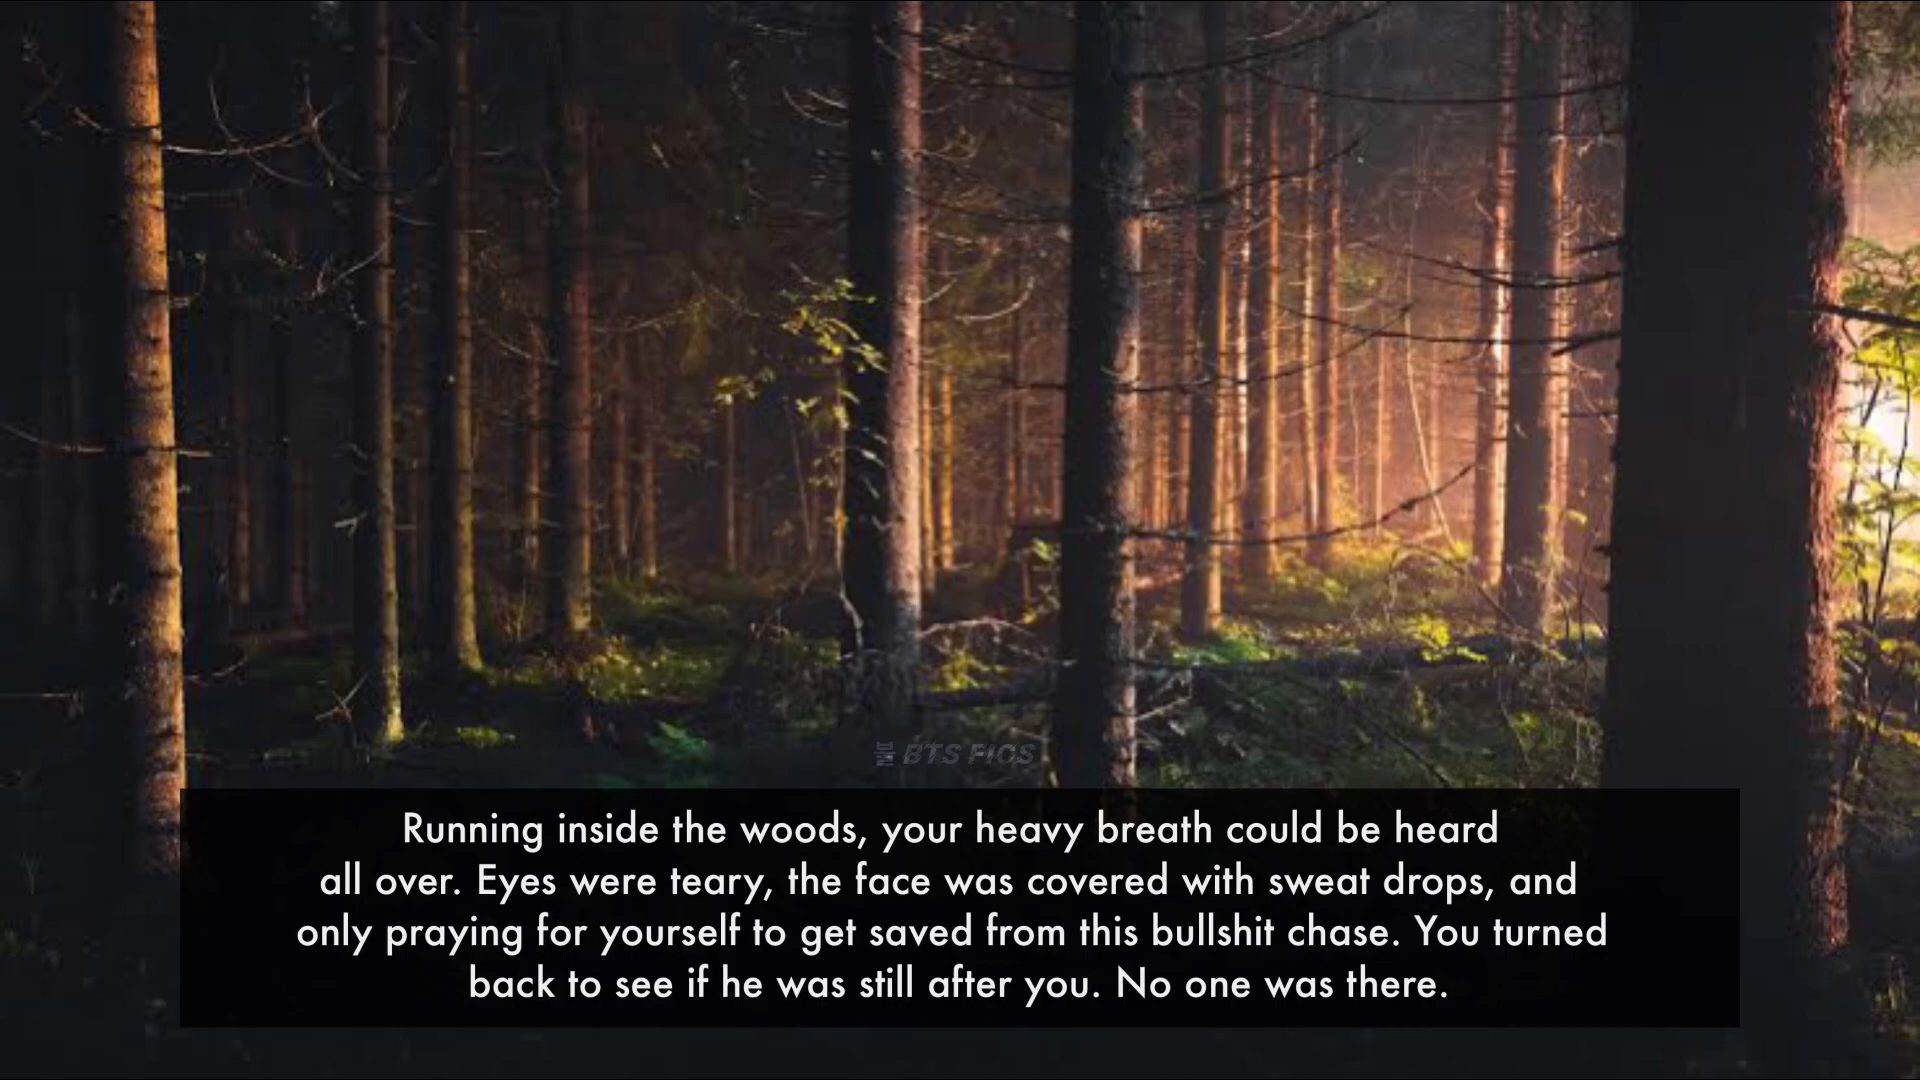 불 BTS FICS
Running inside the woods, your heavy breath could be heard
all over. Eyes were teary, the face was covered with sweat drops, and
only praying for yourself to get saved from this bullshit chase. You turned
back to see if he was still after you. No one was there.